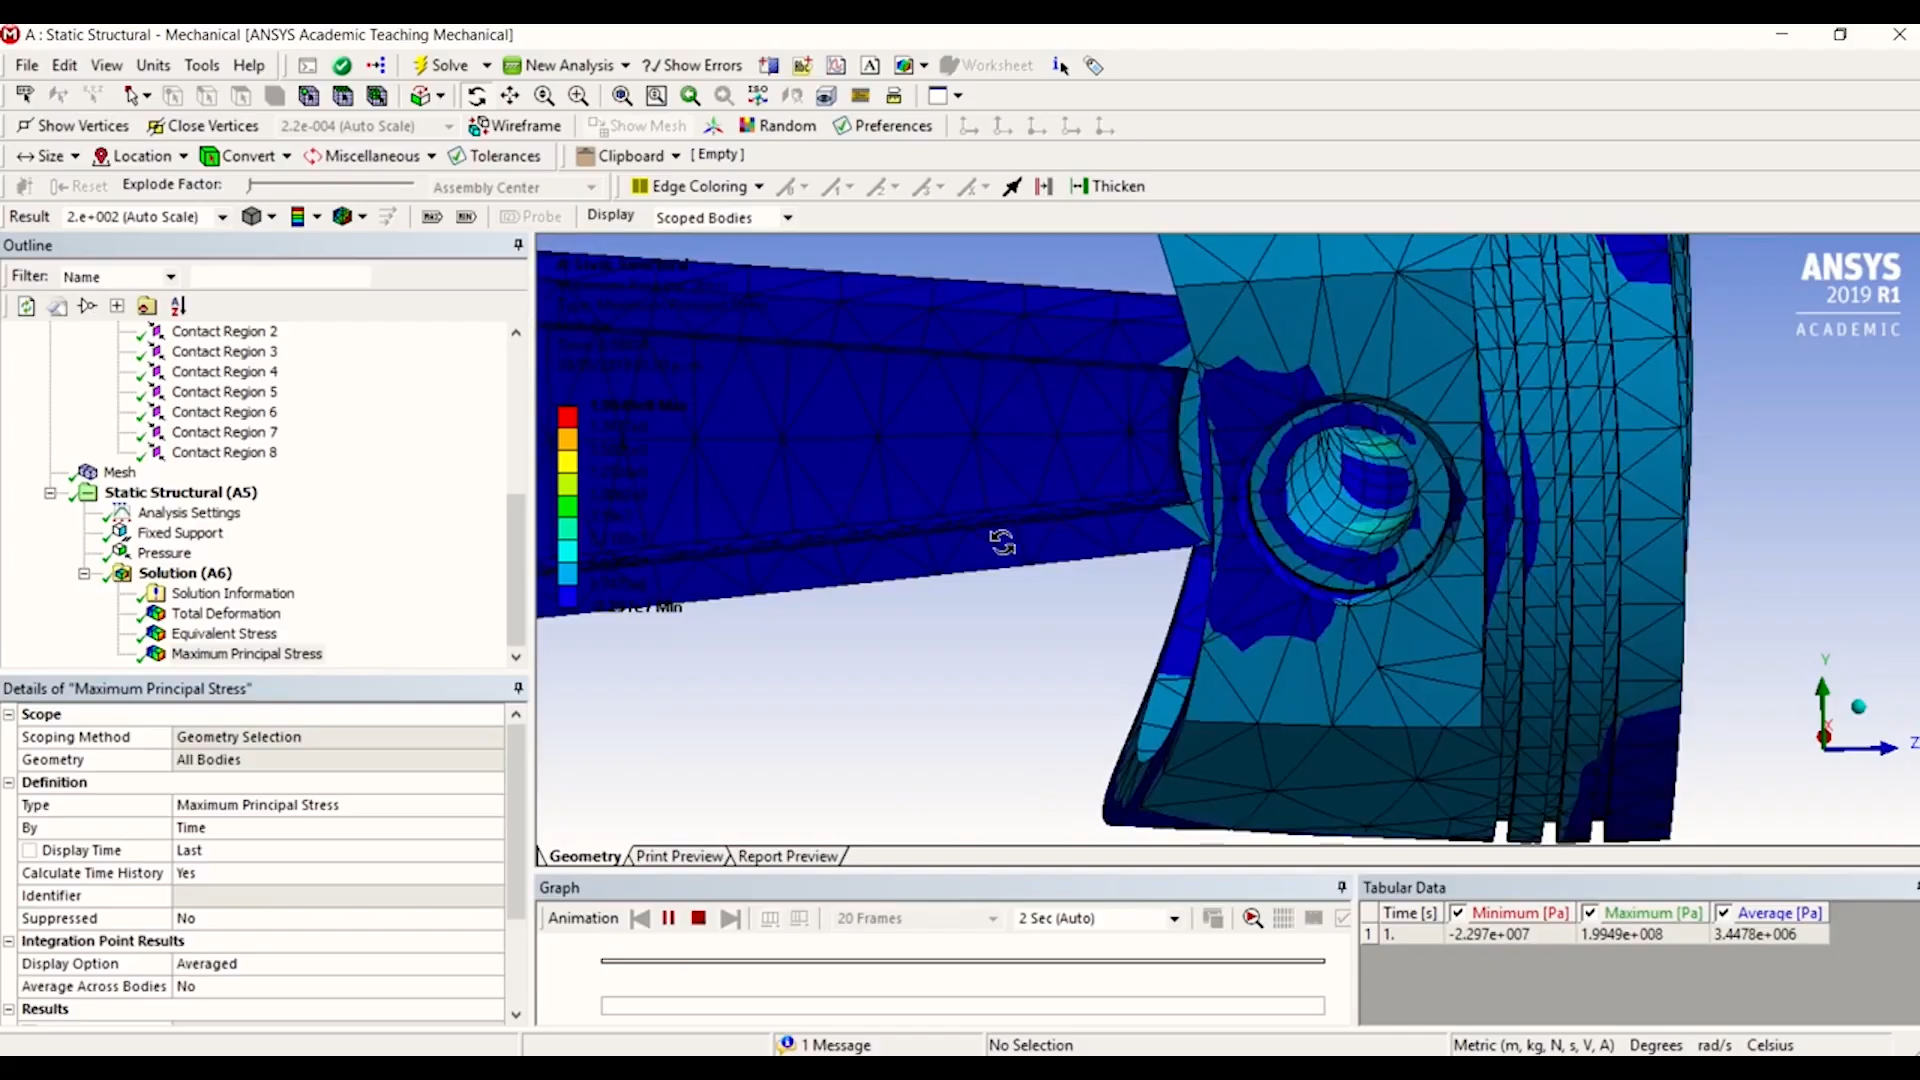 A : Static Structural - Mechanical [ANSYS Academic Teaching Mechanical]
File Edit View Units Tools Help Solve New Analysis ?/ Show Errors Worksheet
Show Vertices Close Vertices 2.2e-004 (Auto Scale) Wireframe Show Mesh Random Preferences
Size Location Convert Miscellaneous Tolerances Clipboard [ Empty ]
Reset Explode Factor: Assembly Center Edge Coloring Thicken
Result 2.e+002 (Auto Scale) MAX MIN Probe Display Scoped Bodies
Outline
Filter: Name
Contact Region 2
Contact Region 3
Contact Region 4
Contact Region 5
Contact Region 6
Contact Region 7
Contact Region 8
Mesh
Static Structural (A5)
Analysis Settings
Fixed Support
Pressure
Solution (A6)
Solution Information
Total Deformation
Equivalent Stress
Maximum Principal Stress
Details of "Maximum Principal Stress"
Scope
Scoping Method Geometry Selection
Geometry All Bodies
Definition
Type Maximum Principal Stress
By Time
Display Time Last
Calculate Time History Yes
Identifier
Suppressed No
Integration Point Results
Display Option Averaged
Average Across Bodies No
Results
ANSYS
2019 R1
ACADEMIC
Min
Y
X
Z
Geometry Print Preview Report Preview
Graph
Animation 20 Frames 2 Sec (Auto)
Tabular Data
Time [s] Minimum [Pa] Maximum [Pa] Average [Pa]
1 1. -2.297e+007 1.9949e+008 3.4478e+006
1 Message No Selection Metric (m, kg, N, s, V, A) Degrees rad/s Celsius